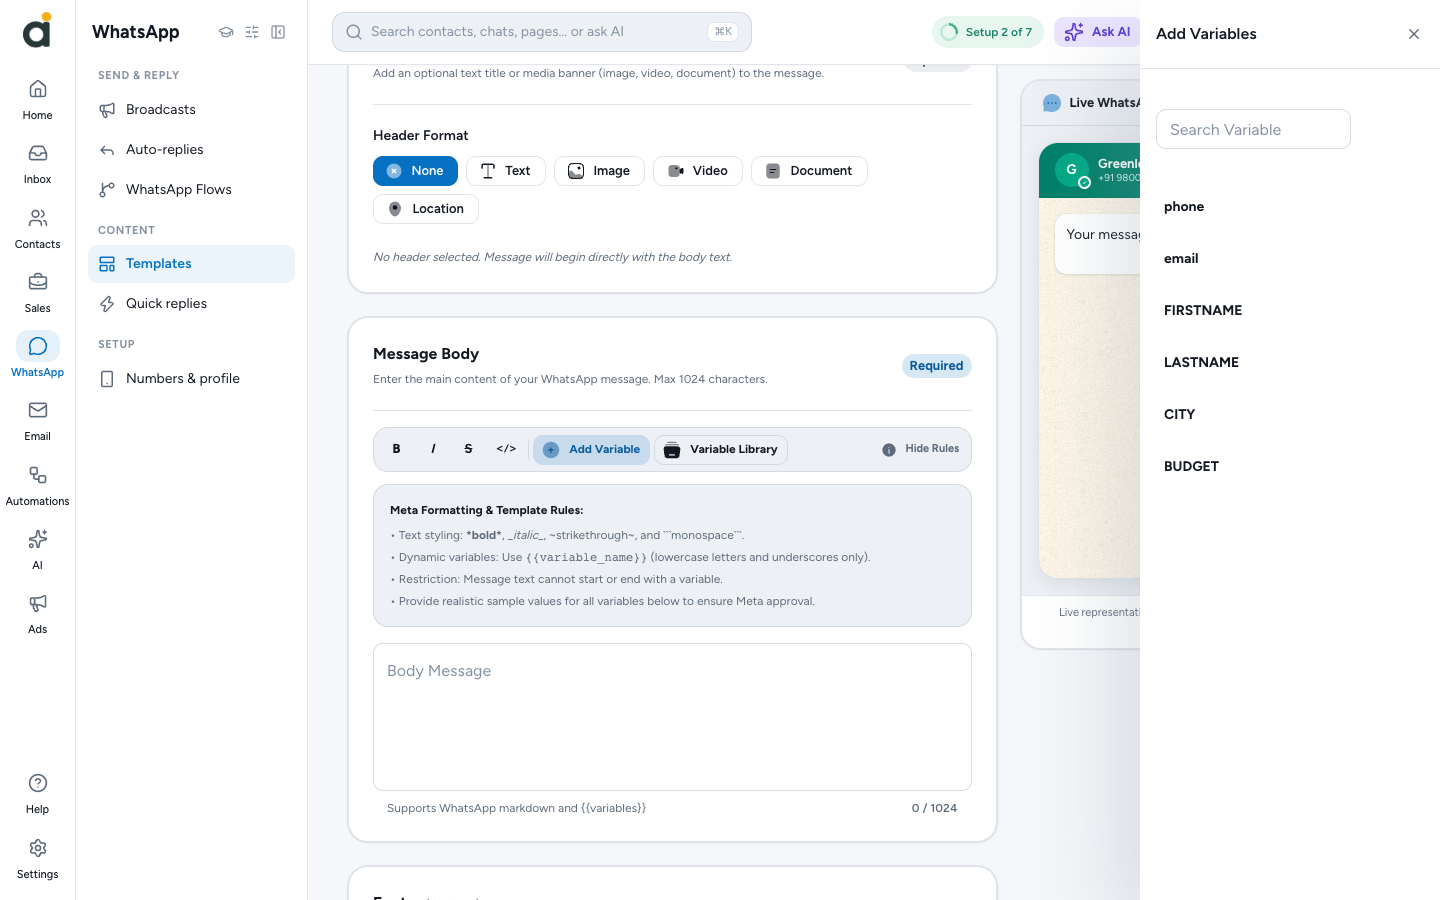 WhatsApp
Search contacts, chats, pages... or ask AI
⌘K
Setup 2 of 7
Ask AI
Add Variables
Home
Inbox
Contacts
Sales
WhatsApp
Email
Automations
AI
Ads
Help
Settings
SEND & REPLY
Broadcasts
Auto-replies
WhatsApp Flows
CONTENT
Templates
Quick replies
SETUP
Numbers & profile
Add an optional text title or media banner (image, video, document) to the message.
Header Format
None
Text
Image
Video
Document
Location
No header selected. Message will begin directly with the body text.
Message Body
Enter the main content of your WhatsApp message. Max 1024 characters.
Required
B
I
S
</>
Add Variable
Variable Library
Hide Rules
Meta Formatting & Template Rules:
• Text styling: *bold*, _italic_, ~strikethrough~, and ```monospace```.
• Dynamic variables: Use {{variable_name}} (lowercase letters and underscores only).
• Restriction: Message text cannot start or end with a variable.
• Provide realistic sample values for all variables below to ensure Meta approval.
Body Message
Supports WhatsApp markdown and {{variables}}
0 / 1024
Live
G
+91 9800
Your
Live
Search Variable
phone
email
FIRSTNAME
LASTNAME
CITY
BUDGET